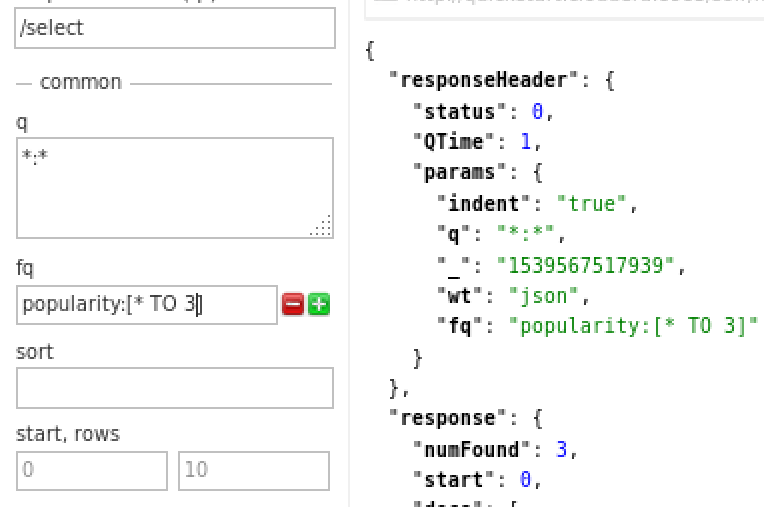 /select
common
q
*:*
fq
popularity:[* TO 3]
sort
start, rows
0 10
{
"responseHeader": {
"status": 0,
"QTime": 1,
"params": {
"indent": "true",
"q": "*:*",
"_": "1539567517939",
"wt": "json",
"fq": "popularity:[* TO 3]"
}
},
"response": {
"numFound": 3,
"start": 0,